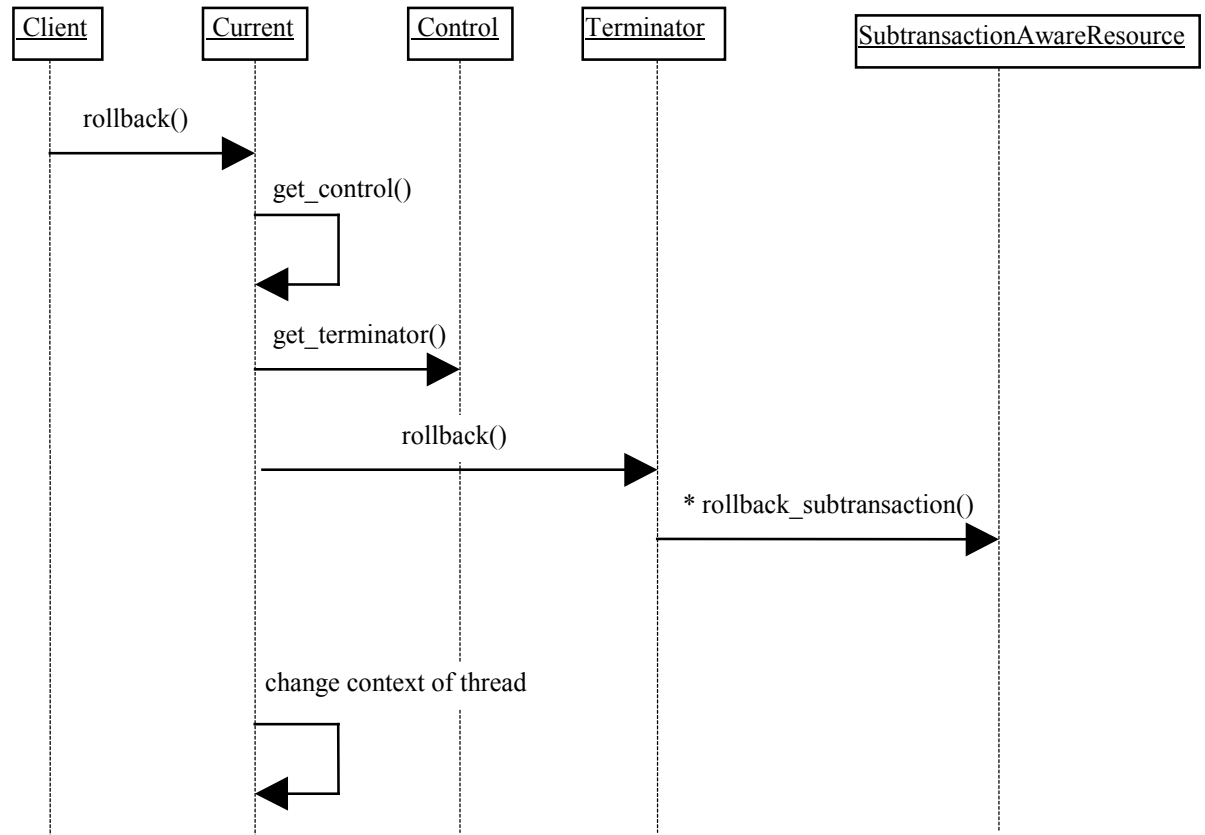 Client
Current
Control
Terminator
SubtransactionAwareResource
rollback()
get_control()
get_terminator()
rollback()
* rollback_subtransaction()
change context of thread